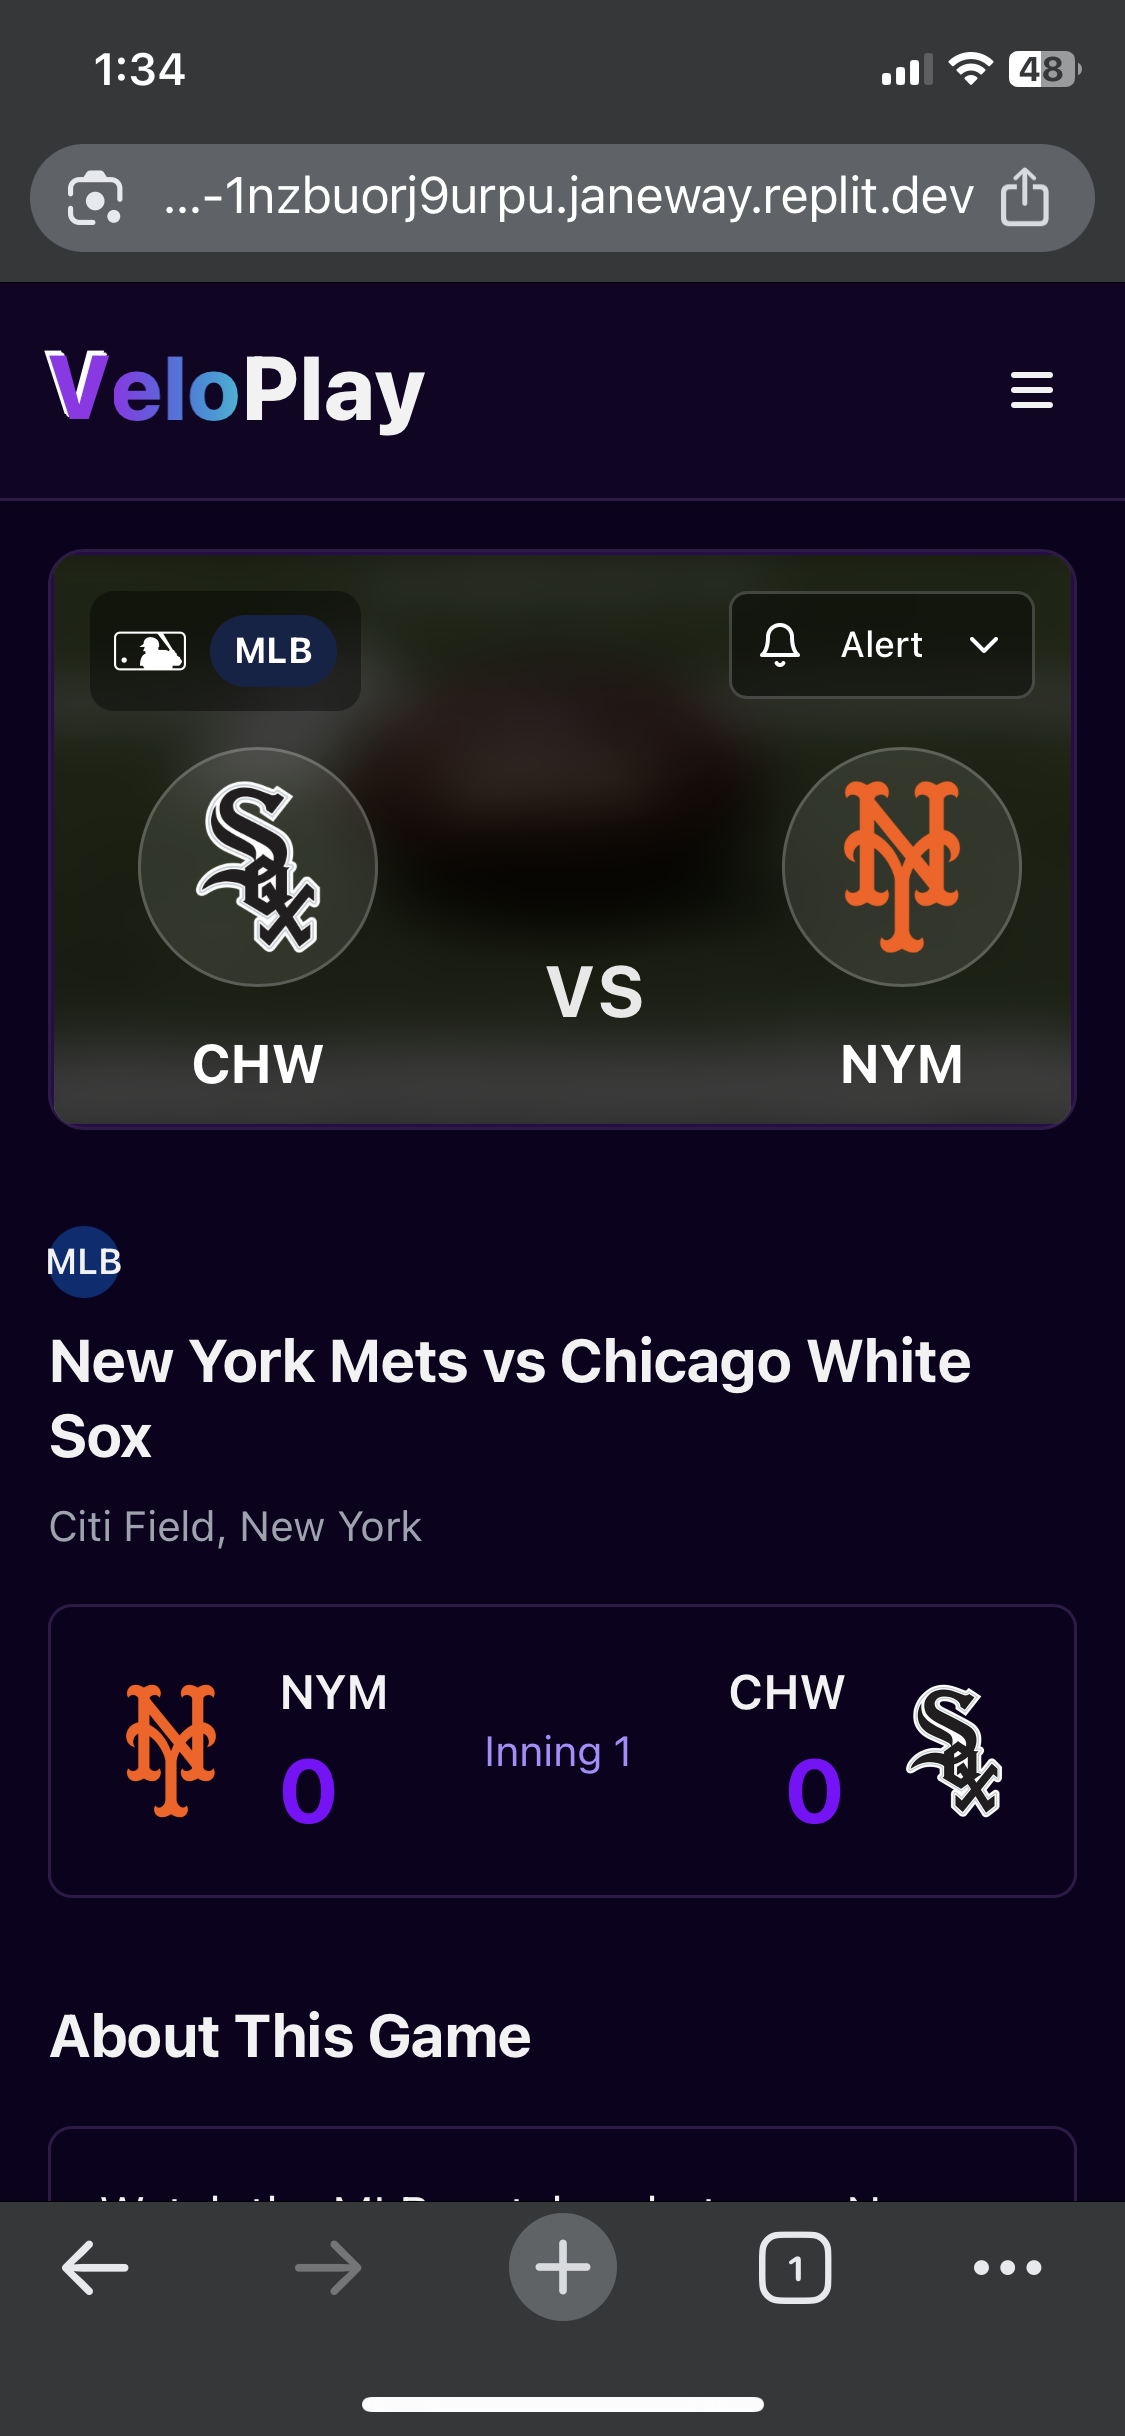 1:34
48
...-1nzbuorj9urpu.janeway.replit.dev
VeloPlay
MLB
Alert
VS
CHW
NYM
MLB
New York Mets vs Chicago White
Sox
Citi Field, New York
NYM
CHW
0
Inning 1
0
About This Game
1